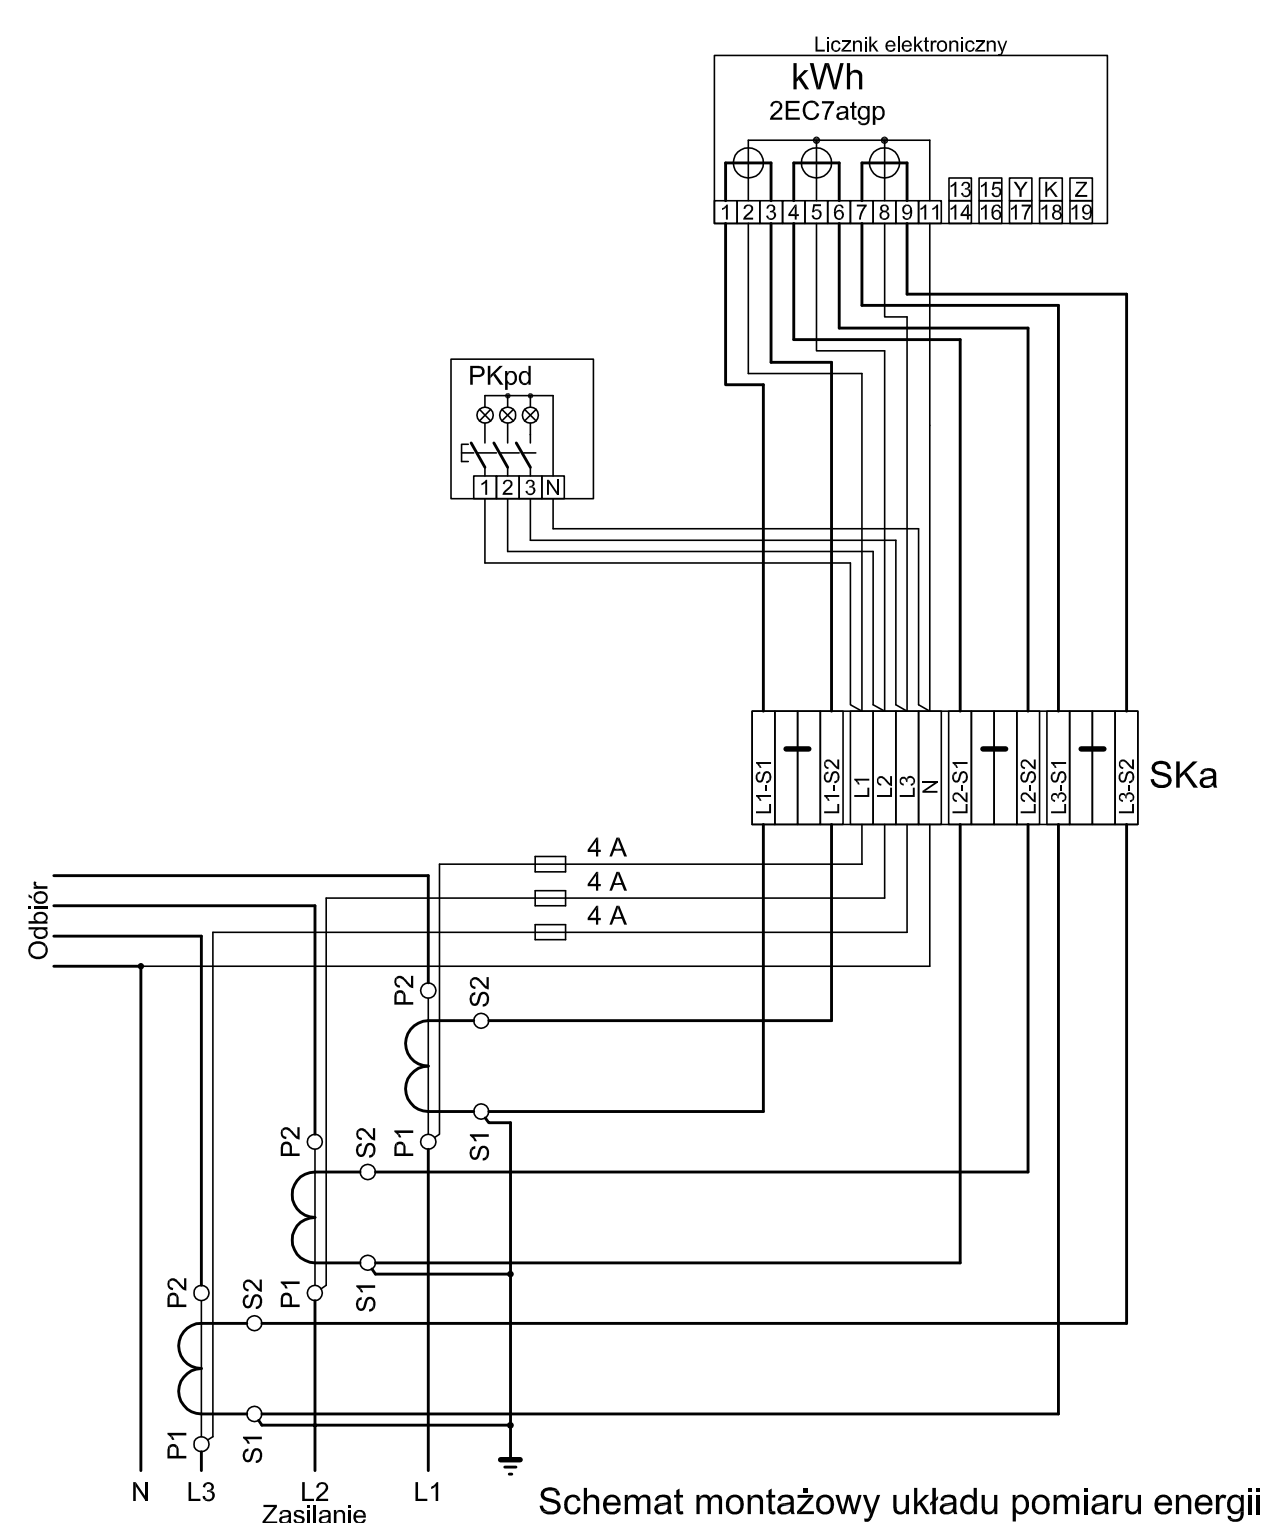 Licznik elektroniczny
kWh
2EC7atgp
13 15 Y K Z
1 2 3 4 5 6 7 8 9 11 14 16 17 18 19
PKpd
1 2 3 N
L1-S1 L1-S2 L1 L2 L3 N L2-S1 L2-S2 L3-S1 L3-S2
SKa
4 A
4 A
4 A
Odbiór
P2 S2
P1 S1
P2 S2
P1 S1
P2 S2
P1 S1
N L3 L2 L1
Zasilanie
Schemat montażowy układu pomiaru energii